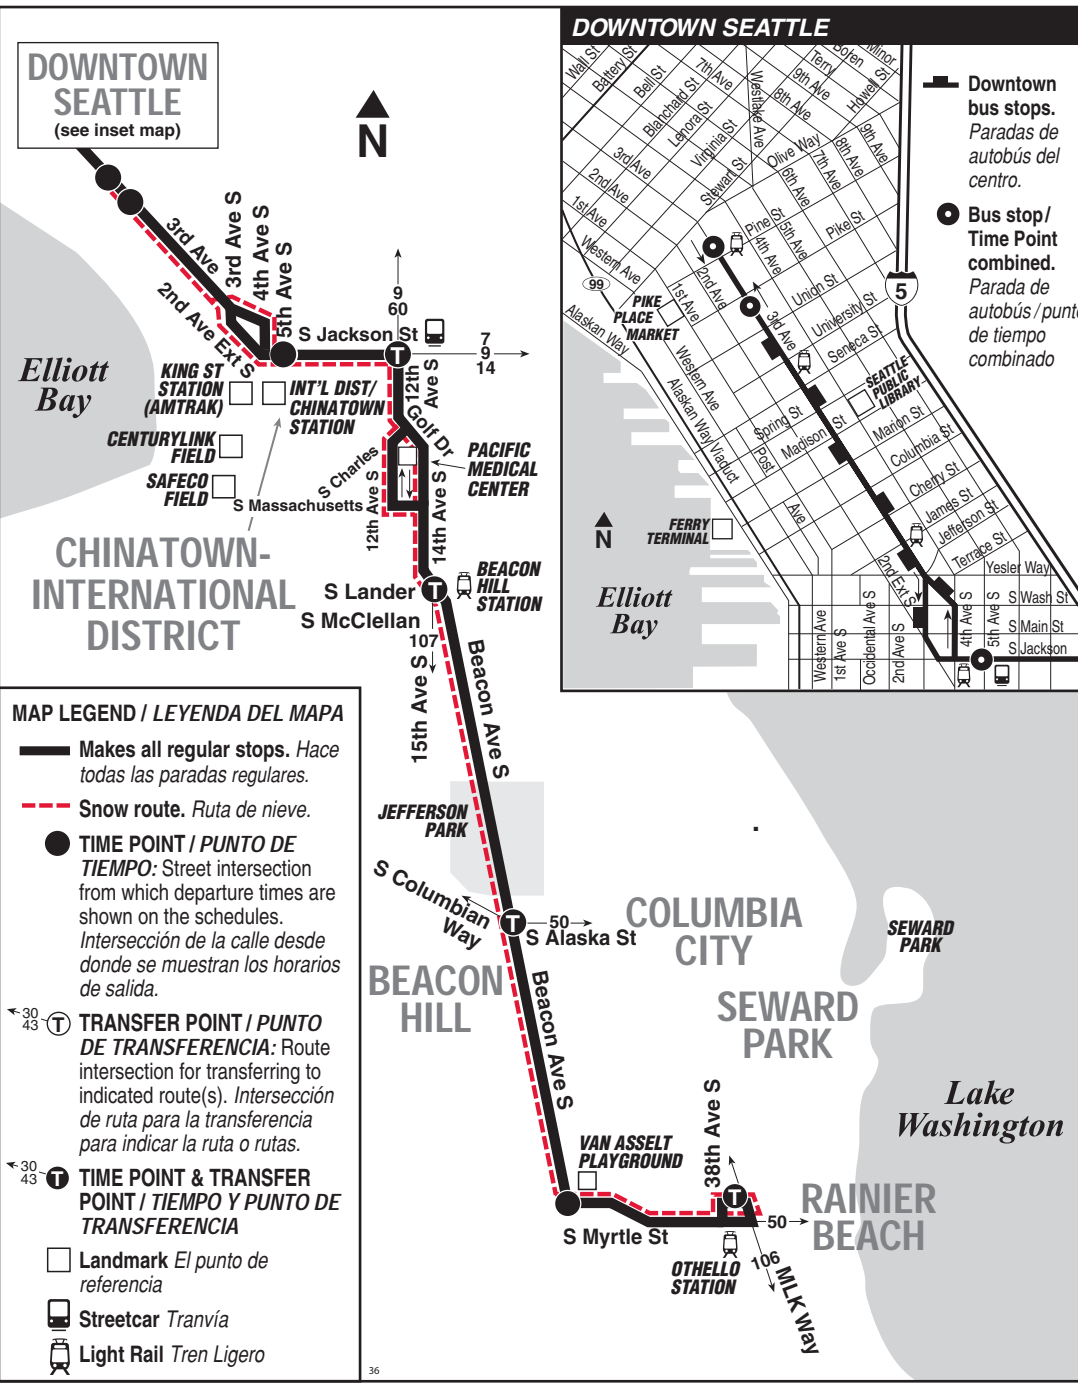 DOWNTOWN
SEATTLE
(see inset map)
N
3rd Ave
2nd Ave Ext S
3rd Ave S
4th Ave S
5th Ave S
9
60
S Jackson St
7
9
14
T
12th
Ave S
Golf Dr
Elliott
Bay
KING ST
STATION
(AMTRAK)
INT'L DIST/
CHINATOWN
STATION
CENTURYLINK
FIELD
SAFECO
FIELD
S Charles
S Massachusetts
12th Ave S
14th Ave S
PACIFIC
MEDICAL
CENTER
CHINATOWN-
INTERNATIONAL
DISTRICT
S Lander
T
BEACON
HILL
STATION
S McClellan
107
15th Ave S
Beacon Ave S
JEFFERSON
PARK
S Columbian
Way
T
50
S Alaska St
COLUMBIA
CITY
SEWARD
PARK
BEACON
HILL
SEWARD
PARK
Beacon Ave S
Lake
Washington
VAN ASSELT
PLAYGROUND
38th Ave S
T
RAINIER
BEACH
50
S Myrtle St
OTHELLO
STATION
106
MLK Way
36
MAP LEGEND / LEYENDA DEL MAPA
Makes all regular stops. Hace
todas las paradas regulares.
Snow route. Ruta de nieve.
TIME POINT / PUNTO DE
TIEMPO: Street intersection
from which departure times are
shown on the schedules.
Intersección de la calle desde
donde se muestran los horarios
de salida.
30
43
T
TRANSFER POINT / PUNTO
DE TRANSFERENCIA: Route
intersection for transferring to
indicated route(s). Intersección
de ruta para la transferencia
para indicar la ruta o rutas.
30
43
T
TIME POINT & TRANSFER
POINT / TIEMPO Y PUNTO DE
TRANSFERENCIA
Landmark El punto de
referencia
Streetcar Tranvía
Light Rail Tren Ligero
DOWNTOWN SEATTLE
Wall St
Battery St
Bell St
Blanchard St
Lenora St
Virginia St
Stewart St
7th Ave
Westlake Ave
8th Ave
9th Ave
Terry
Boren
Minor
Howell St
Olive Way
9th Ave
8th Ave
7th Ave
6th Ave
5th Ave
4th Ave
3rd Ave
2nd Ave
1st Ave
Western Ave
Pine St
Pike St
99
Alaskan Way
PIKE
PLACE
MARKET
1st Ave
2nd Ave
3rd Ave
Union St
University St
Seneca St
5
SEATTLE
PUBLIC
LIBRARY
Western Ave
Alaskan Way Viaduct
Post
Ave
Spring St
Madison St
Marion St
Columbia St
Cherry St
James St
Jefferson St
Terrace St
Yesler Way
FERRY
TERMINAL
N
Elliott
Bay
2nd Ext S
S Wash St
S Main St
S Jackson
Western Ave
1st Ave S
Occidental Ave S
2nd Ave S
4th Ave S
5th Ave S
Downtown
bus stops.
Paradas de
autobús del
centro.
Bus stop/
Time Point
combined.
Parada de
autobús/punto
de tiempo
combinado